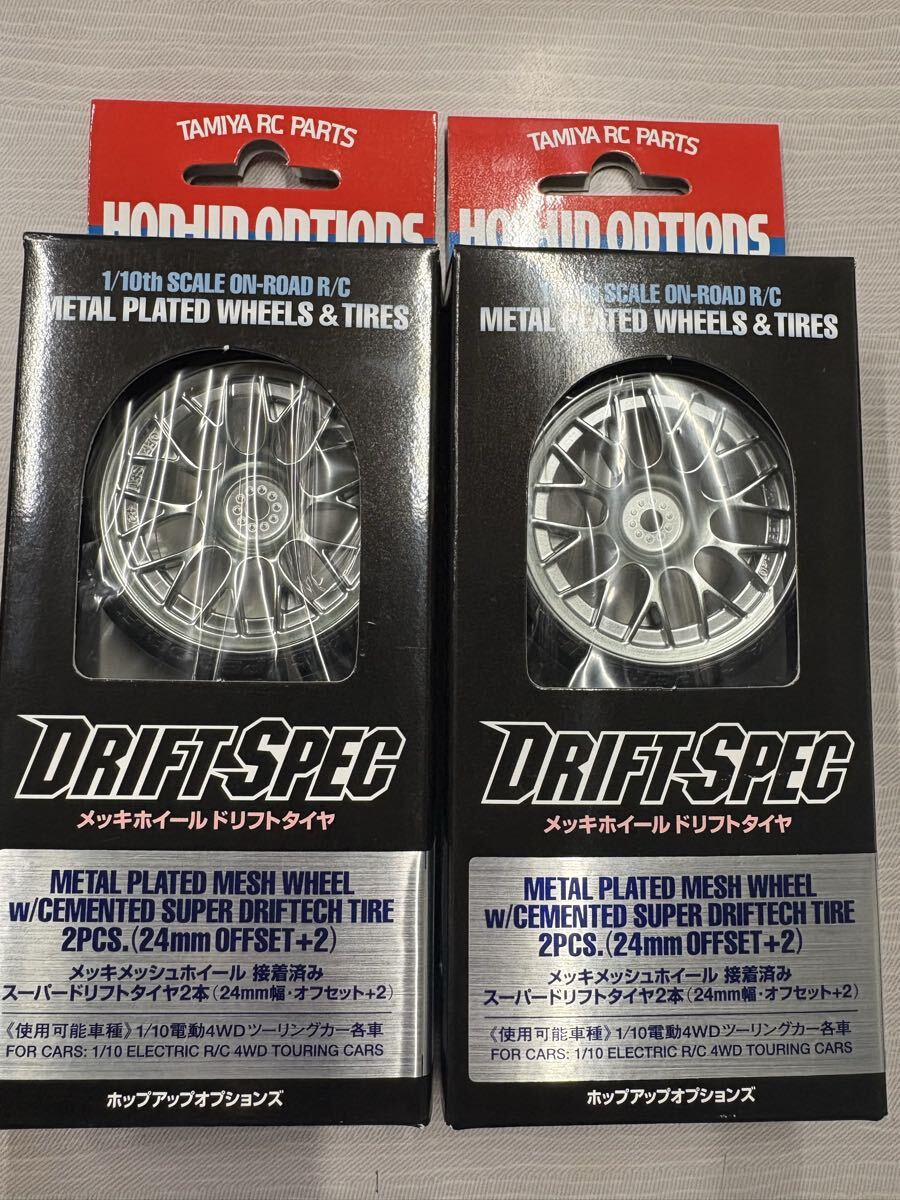 TAMIYA RC PARTS
HOP-UP OPTIONS
1/10th SCALE ON-ROAD R/C
METAL PLATED WHEELS & TIRES
DRIFT-SPEC
メッキホイールドリフトタイヤ
METAL PLATED MESH WHEEL
w/CEMENTED SUPER DRIFTECH TIRE
2PCS.(24mm OFFSET+2)
メッキメッシュホイール 接着済み
スーパードリフトタイヤ2本(24mm幅・オフセット+2)
《使用可能車種》1/10電動4WDツーリングカー各車
FOR CARS: 1/10 ELECTRIC R/C 4WD TOURING CARS
ホップアップオプションズ
TAMIYA RC PARTS
HOP-UP OPTIONS
1/10th SCALE ON-ROAD R/C
METAL PLATED WHEELS & TIRES
DRIFT-SPEC
メッキホイールドリフトタイヤ
METAL PLATED MESH WHEEL
w/CEMENTED SUPER DRIFTECH TIRE
2PCS.(24mm OFFSET+2)
メッキメッシュホイール 接着済み
スーパードリフトタイヤ2本(24mm幅・オフセット+2)
《使用可能車種》1/10電動4WDツーリングカー各車
FOR CARS: 1/10 ELECTRIC R/C 4WD TOURING CARS
ホップアップオプションズ